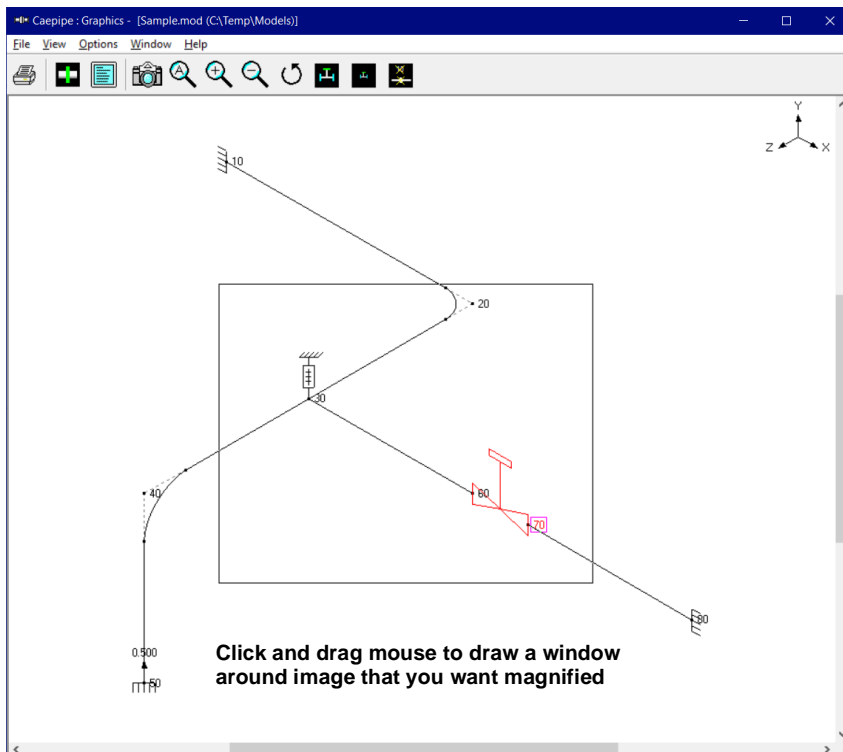 Caepipe : Graphics - [Sample.mod (C:\Temp\Models)]
File View Options Window Help
A
Y
Z X
10
20
30
40
60
70
80
0.500
50
Click and drag mouse to draw a window
around image that you want magnified